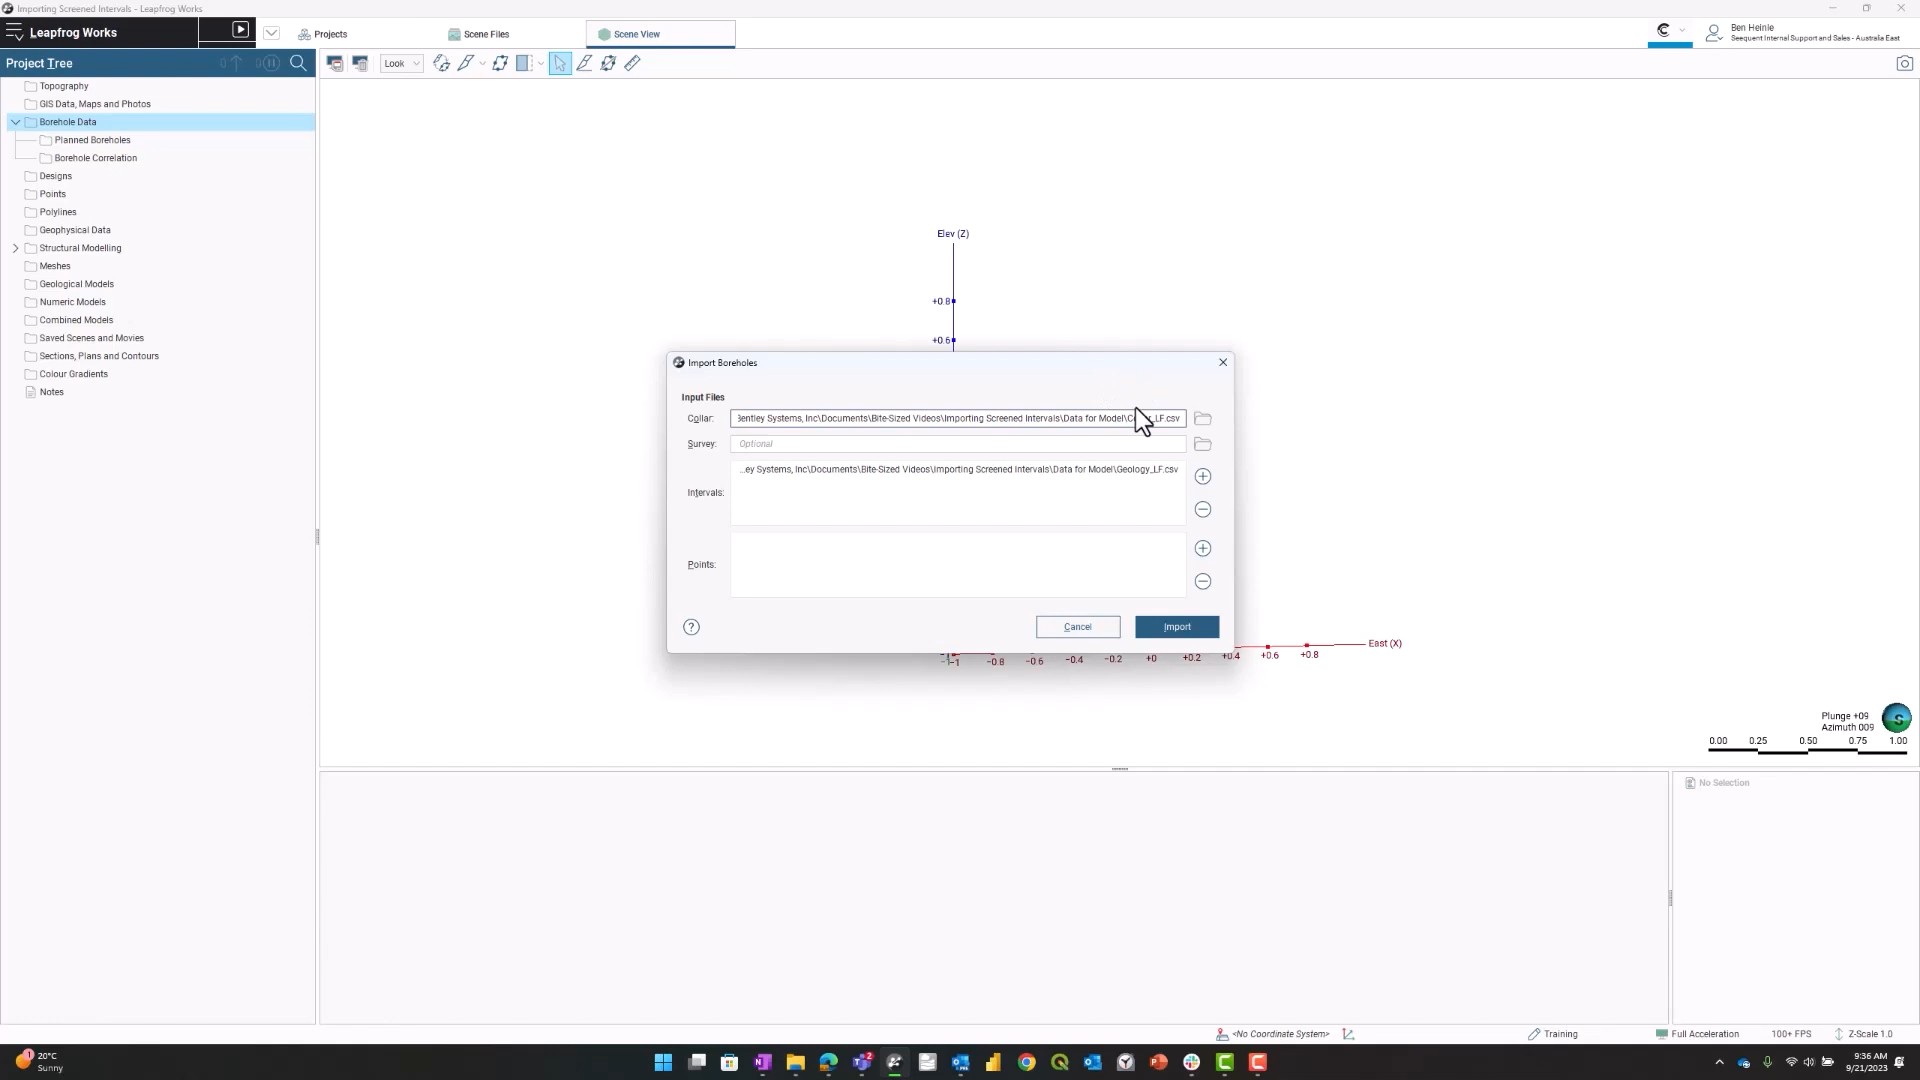 Importing Screened Intervals - Leapfrog Works
Leapfrog Works
Projects
Scene Files
Scene View
Ben Heinle
Seequent Internal Support and Sales - Australia East
Project Tree
Look
Topography
GIS Data, Maps and Photos
Borehole Data
Planned Boreholes
Borehole Correlation
Designs
Points
Polylines
Geophysical Data
Structural Modelling
Meshes
Geological Models
Numeric Models
Combined Models
Saved Scenes and Movies
Sections, Plans and Contours
Colour Gradients
Notes
Elev (Z)
+0.8
+0.6
Import Boreholes
Input Files
Collar:
Bentley Systems, Inc\Documents\Bite-Sized Videos\Importing Screened Intervals\Data for Model\ _LF.csv
Survey:
Optional
Intervals:
...ey Systems, Inc\Documents\Bite-Sized Videos\Importing Screened Intervals\Data for Model\Geology_LF.csv
Points:
?
Cancel
Import
East (X)
-1 -0.8 -0.6 -0.4 -0.2 +0 +0.2 +0.4 +0.6 +0.8
Plunge +09
Azimuth 009
S
0.00 0.25 0.50 0.75 1.00
No Selection
<No Coordinate System>
Training
Full Acceleration
100+ FPS
Z-Scale 1.0
20°C
Sunny
9:36 AM
9/21/2023